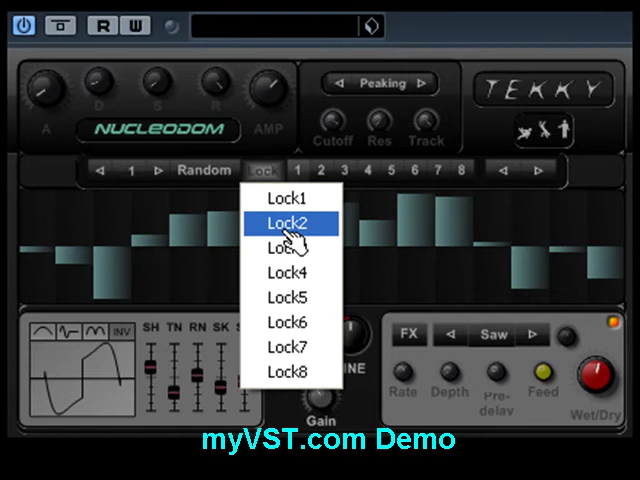 R W
Peaking
TEKKY
A D S R AMP
NUCLEODOM
Cutoff Res Track
1 Random Lock 1 2 3 4 5 6 7 8
Lock1
Lock2
Lock4
Lock5
Lock6
Lock7
Lock8
INV SH TN RN SK
INE
Gain
FX Saw
Rate Depth Pre-delay Feed Wet/Dry
myVST.com Demo